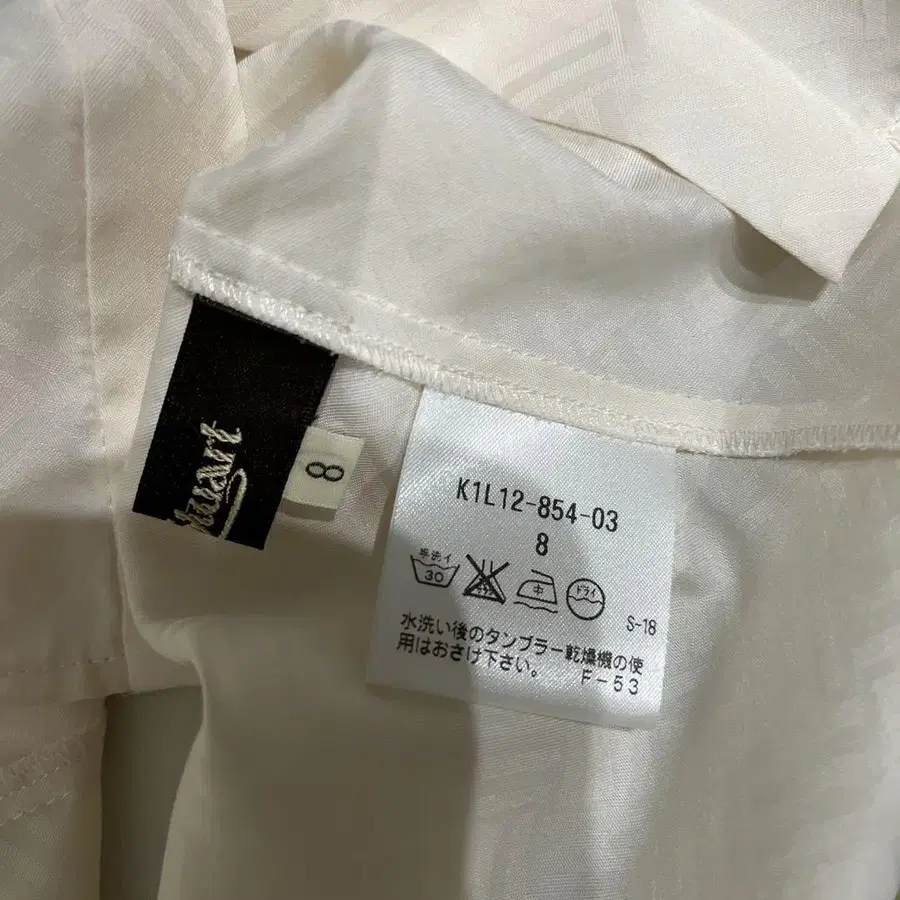 8
K1L12-854-03
8
手洗イ
30
中
ドライ
S-18
水洗い後のタンブラー乾燥機の使
用はおさけ下さい。 F-53